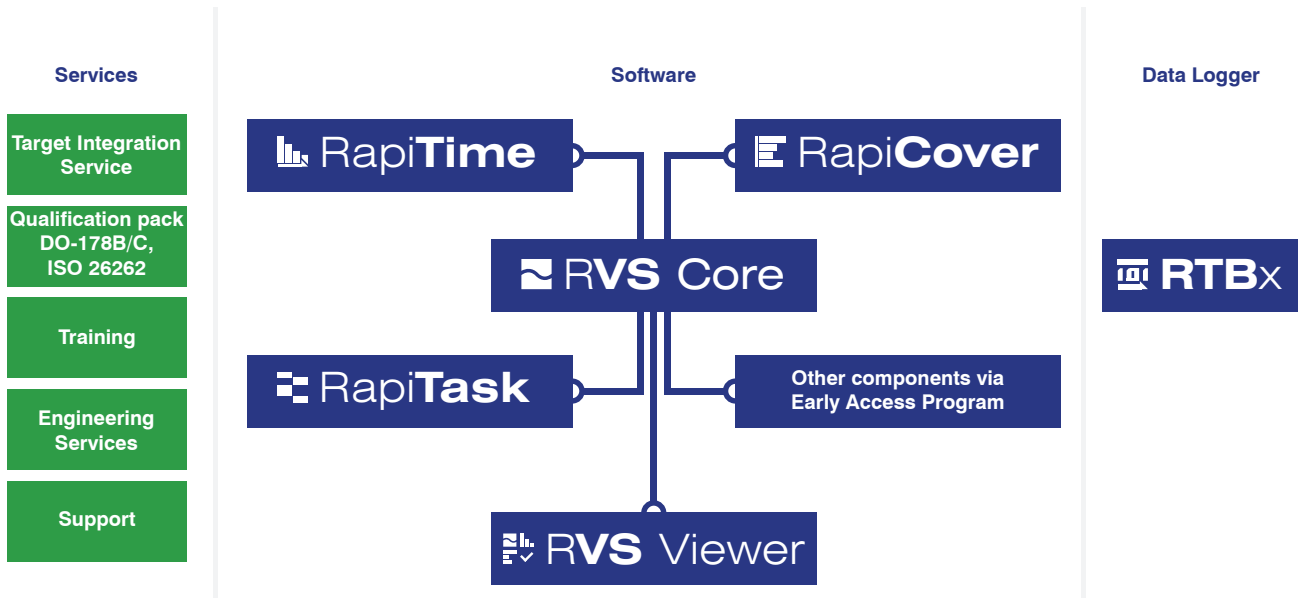 Services
Target Integration
Service
Qualification pack
DO-178B/C,
ISO 26262
Training
Engineering
Services
Support
Software
RapiTime
RapiCover
RVS Core
RapiTask
Other components via
Early Access Program
RVS Viewer
Data Logger
RTBx